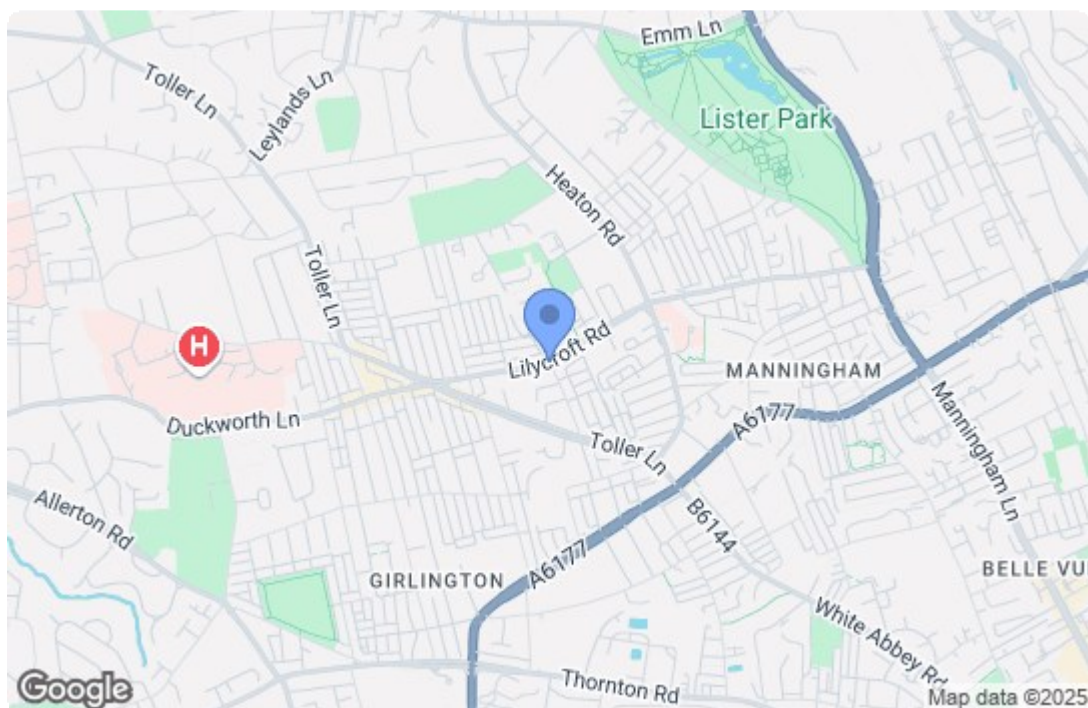 Emm Ln
Toller Ln
Leylands Ln
Lister Park
Heaton Rd
Toller Ln
H
Lilycroft Rd
MANNINGHAM
Duckworth Ln
A6177
Manningham Ln
Toller Ln
Allerton Rd
B6144
A6177
GIRLINGTON
BELLE VU
White Abbey Rd
Thornton Rd
Google
Map data ©2025